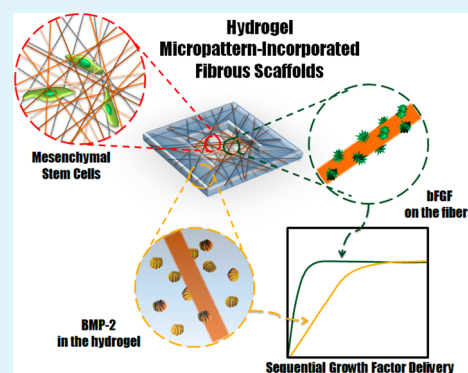 Hydrogel
Micropattern-Incorporated
Fibrous Scaffolds
Mesenchymal
Stem Cells
bFGF
on the fiber
BMP-2
in the hydrogel
Sequential Growth Factor Delivery